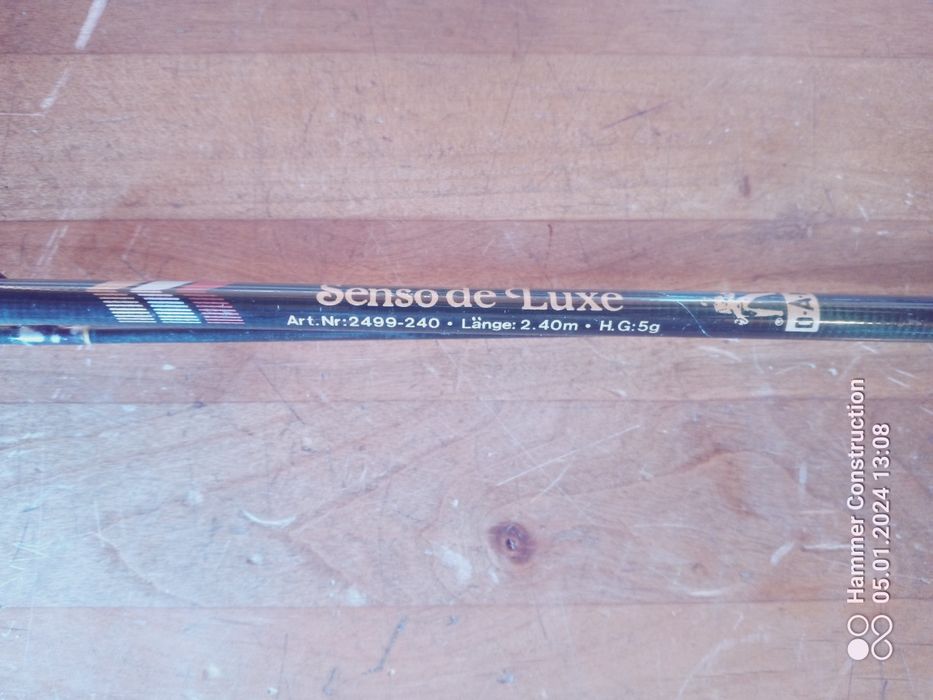 Senso de Luxe
Art.Nr:2499-240 • Länge: 2.40m • H.G:5g
®
Hammer Construction
05.01.2024 13:08